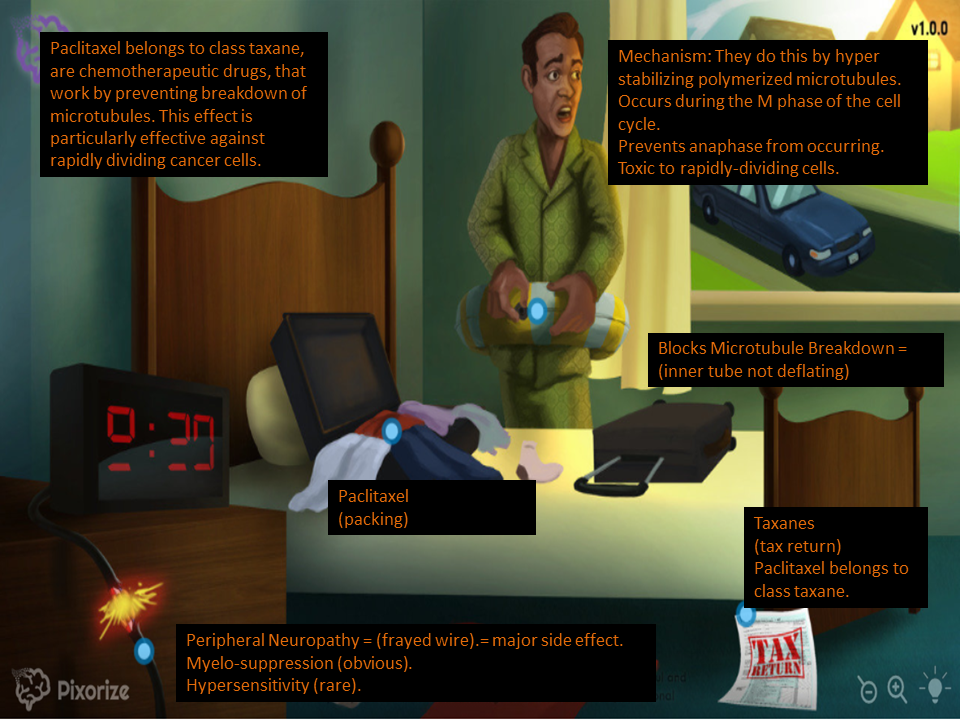 v1.0.0
Paclitaxel belongs to class taxane,
are chemotherapeutic drugs, that
work by preventing breakdown of
microtubules. This effect is
particularly effective against
rapidly dividing cancer cells.
Mechanism: They do this by hyper
stabilizing polymerized microtubules.
Occurs during the M phase of the cell
cycle.
Prevents anaphase from occurring.
Toxic to rapidly-dividing cells.
Blocks Microtubule Breakdown =
(inner tube not deflating)
Paclitaxel
(packing)
Taxanes
(tax return)
Paclitaxel belongs to
class taxane.
Peripheral Neuropathy = (frayed wire).= major side effect.
Myelo-suppression (obvious).
Hypersensitivity (rare).
TAX
RETURN
Pixorize